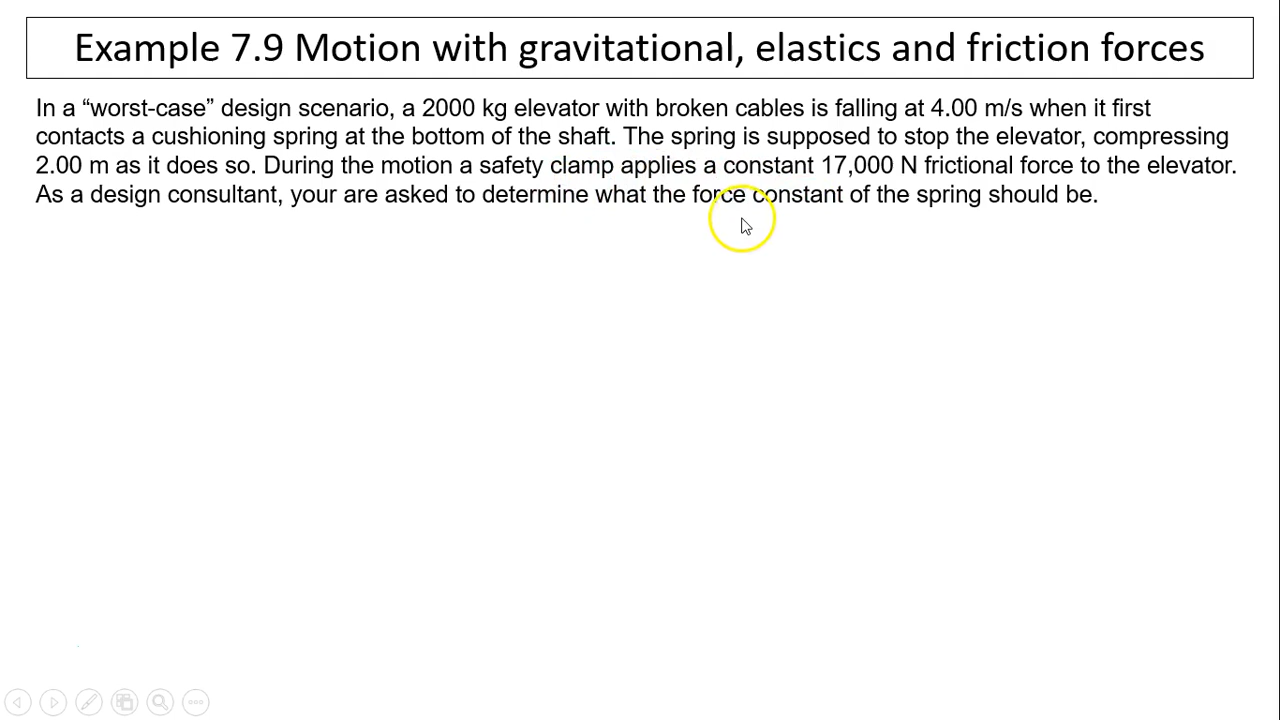 Example 7.9 Motion with gravitational, elastics and friction forces
In a “worst-case” design scenario, a 2000 kg elevator with broken cables is falling at 4.00 m/s when it first
contacts a cushioning spring at the bottom of the shaft. The spring is supposed to stop the elevator, compressing
2.00 m as it does so. During the motion a safety clamp applies a constant 17,000 N frictional force to the elevator.
As a design consultant, your are asked to determine what the force constant of the spring should be.